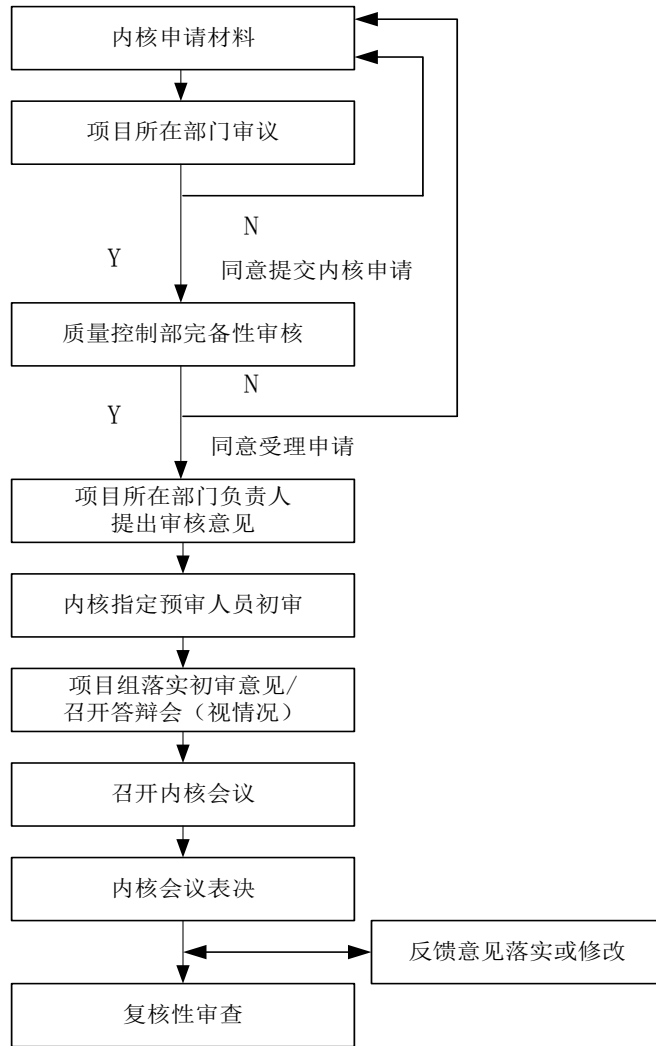 内核申请材料
项目所在部门审议
N
Y
同意提交内核申请
质量控制部完备性审核
N
Y
同意受理申请
项目所在部门负责人
提出审核意见
内核指定预审人员初审
项目组落实初审意见/
召开答辩会（视情况）
召开内核会议
内核会议表决
反馈意见落实或修改
复核性审查